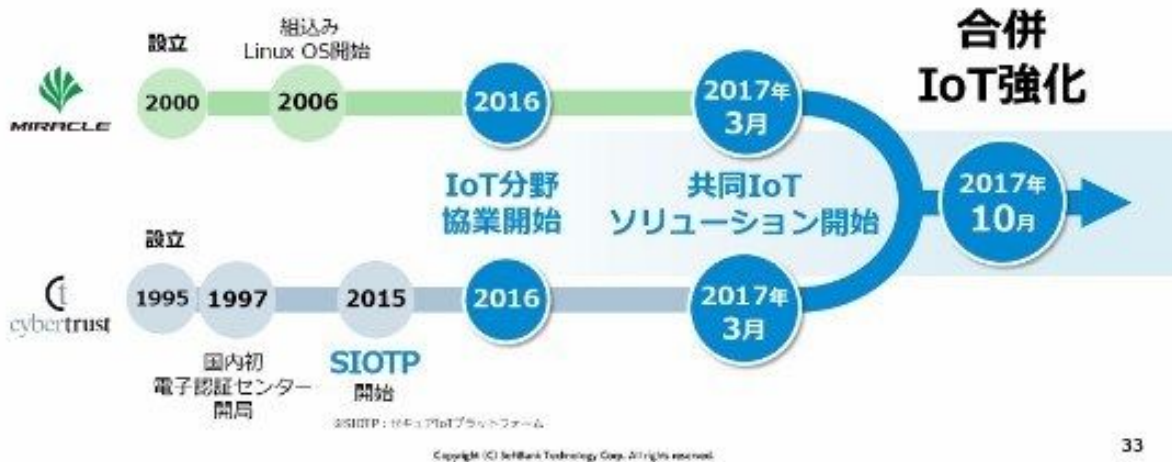 組込み
Linux OS開始
設立
合併
IoT強化
MIRACLE
2000
2006
2016
2017年
3月
IoT分野
協業開始
共同IoT
ソリューション開始
2017年
10月
設立
cybertrust
1995
1997
2015
2016
2017年
3月
国内初
電子認証センター
開局
SIOTP
開始
※SIOTP：セキュアIoTプラットフォーム
Copyright (C) SoftBank Technology Corp. All rights reserved.
33